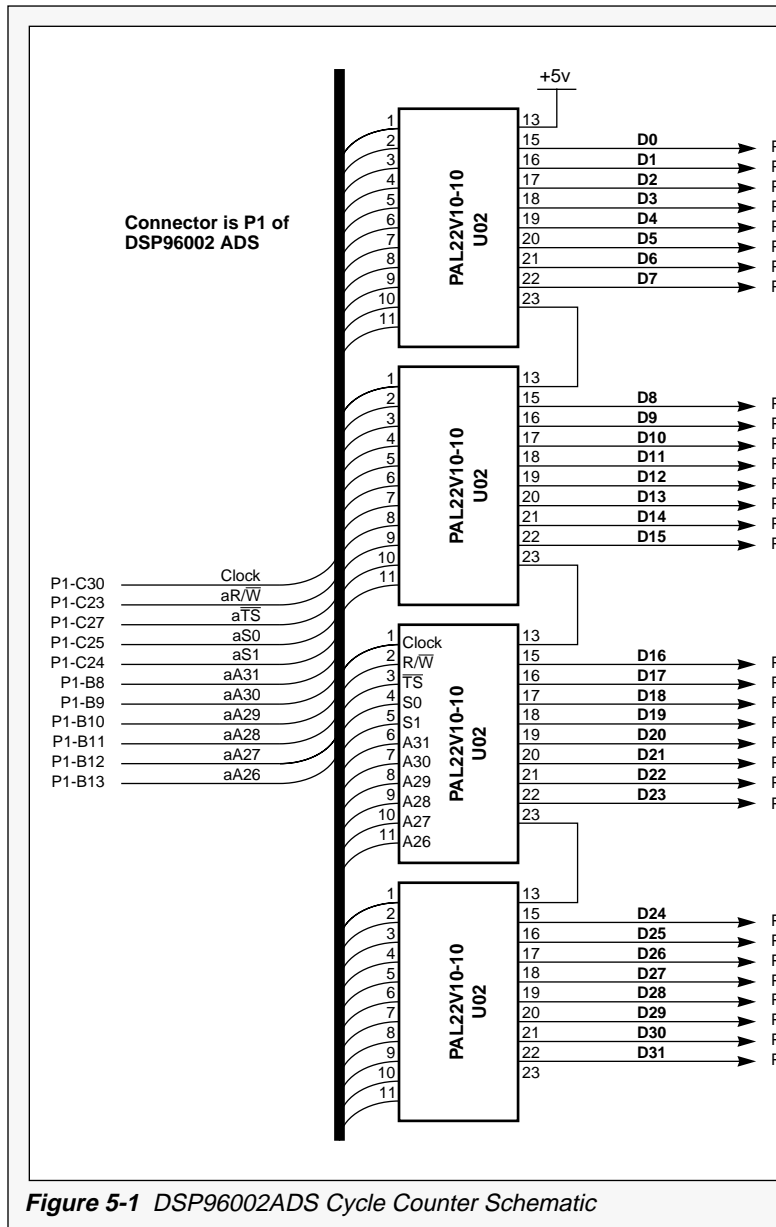 +5v
Connector is P1 of
DSP96002 ADS
1
2
3
4
5
6
7
8
9
10
11
PAL22V10-10
U02
13
15 D0 P
16 D1 P
17 D2 P
18 D3 P
19 D4 P
20 D5 P
21 D6 P
22 D7 P
23
1
2
3
4
5
6
7
8
9
10
11
PAL22V10-10
U02
13
15 D8 P
16 D9 P
17 D10 P
18 D11 P
19 D12 P
20 D13 P
21 D14 P
22 D15 P
23
P1-C30 Clock
P1-C23 aR/W̅
P1-C27 aT̅S̅
P1-C25 aS0
P1-C24 aS1
P1-B8 aA31
P1-B9 aA30
P1-B10 aA29
P1-B11 aA28
P1-B12 aA27
P1-B13 aA26
1 Clock
2 R/W̅
3 T̅S̅
4 S0
5 S1
6 A31
7 A30
8 A29
9 A28
10 A27
11 A26
PAL22V10-10
U02
13
15 D16 P
16 D17 P
17 D18 P
18 D19 P
19 D20 P
20 D21 P
21 D22 P
22 D23 P
23
1
2
3
4
5
6
7
8
9
10
11
PAL22V10-10
U02
13
15 D24 P
16 D25 P
17 D26 P
18 D27 P
19 D28 P
20 D29 P
21 D30 P
22 D31 P
23
Figure 5-1 DSP96002ADS Cycle Counter Schematic